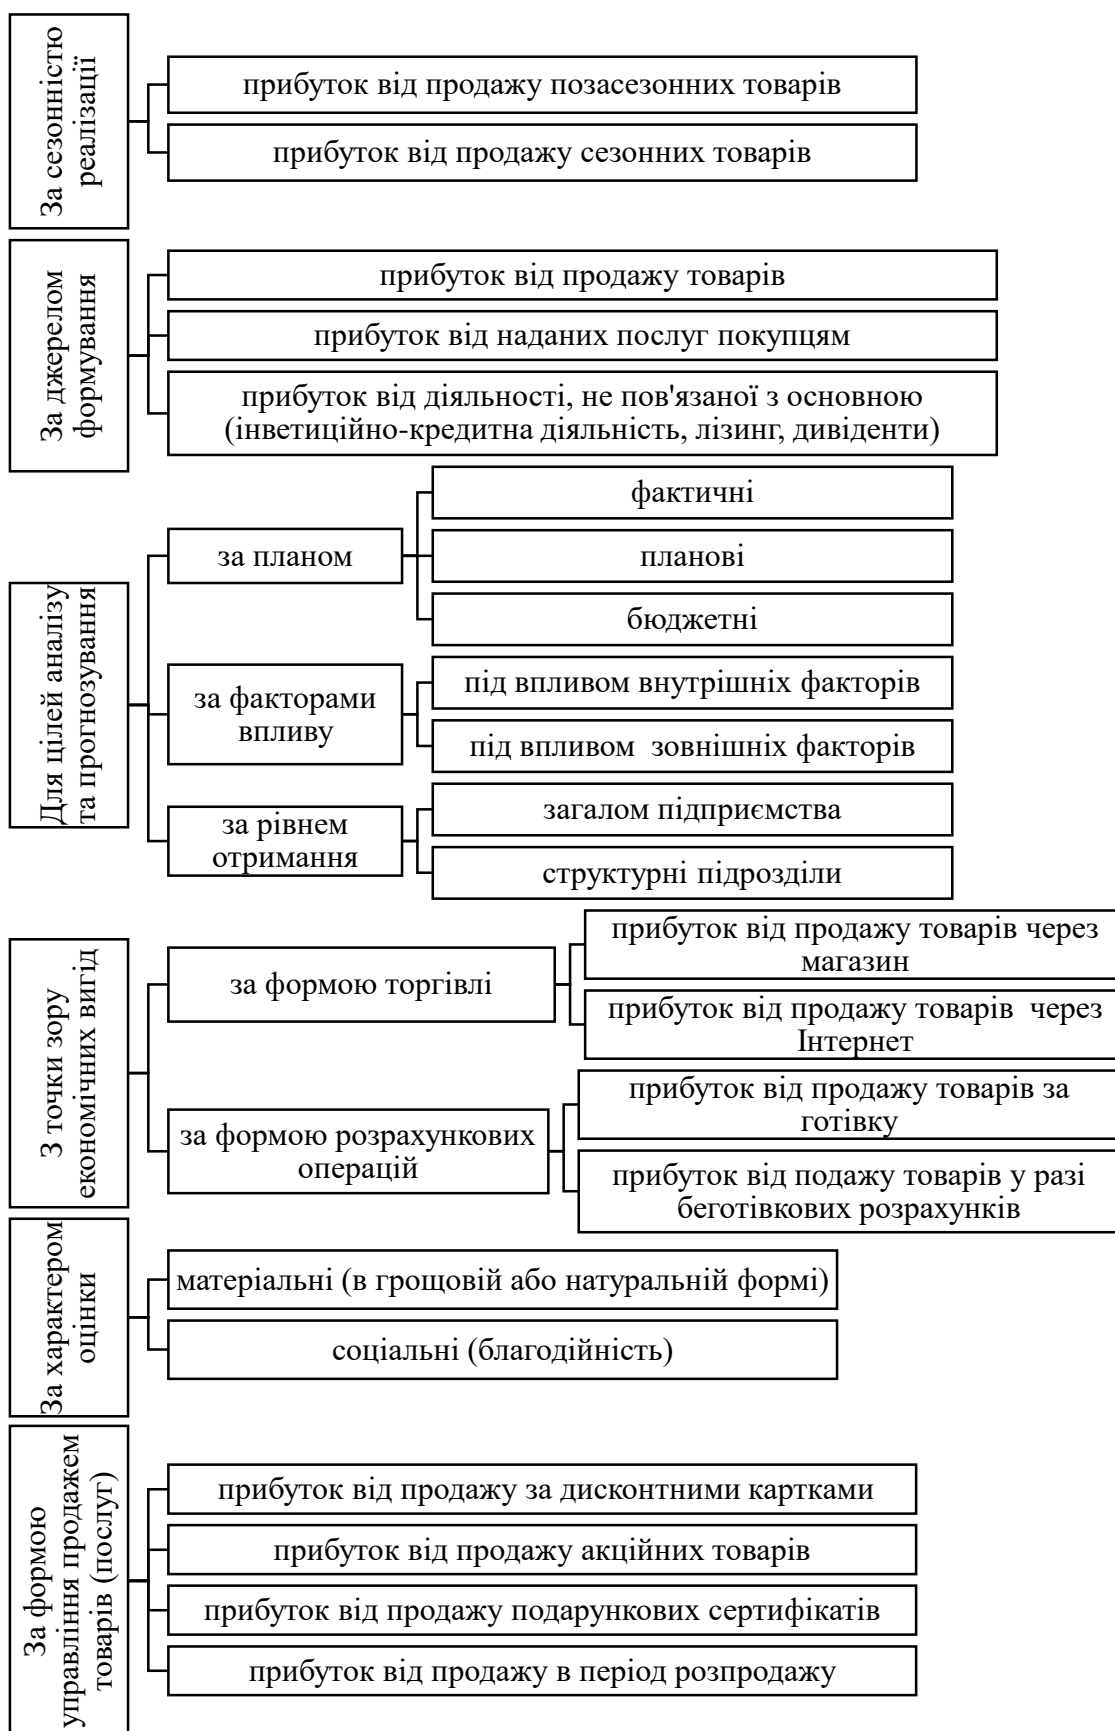 За сезонністю
реалізації
прибуток від продажу позасезонних товарів
прибуток від продажу сезонних товарів
За джерелом
формування
прибуток від продажу товарів
прибуток від наданих послуг покупцям
прибуток від діяльності, не пов'язаної з основною
(інветиційно-кредитна діяльність, лізинг, дивіденти)
Для цілей аналізу
та прогнозування
за планом
фактичні
планові
бюджетні
за факторами
впливу
під впливом внутрішніх факторів
під впливом  зовнішніх факторів
за рівнем
отримання
загалом підприємства
структурні підрозділи
З точки зору
економічних вигід
за формою торгівлі
прибуток від продажу товарів через
магазин
прибуток від продажу товарів  через
Інтернет
за формою розрахункових
операцій
прибуток від продажу товарів за
готівку
прибуток від подажу товарів у разі
беготівкових розрахунків
За характером
оцінки
матеріальні (в грощовій або натуральній формі)
соціальні (благодійність)
За формою
управління продажем
товарів (послуг)
прибуток від продажу за дисконтними картками
прибуток від продажу акційних товарів
прибуток від продажу подарункових сертифікатів
прибуток від продажу в період розпродажу